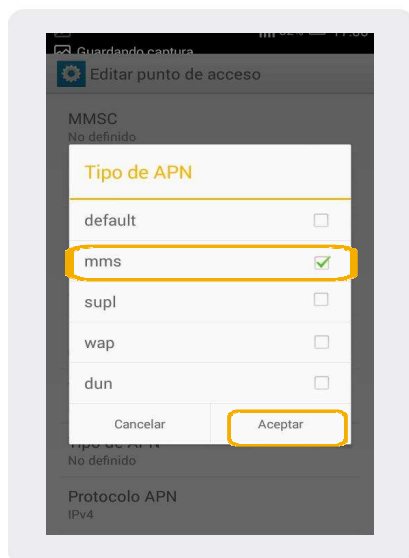 Guardando captura
Editar punto de acceso
MMSC
No definido
Tipo de APN
default
mms
supl
wap
dun
Cancelar Aceptar
Tipo de APN
No definido
Protocolo APN
IPv4